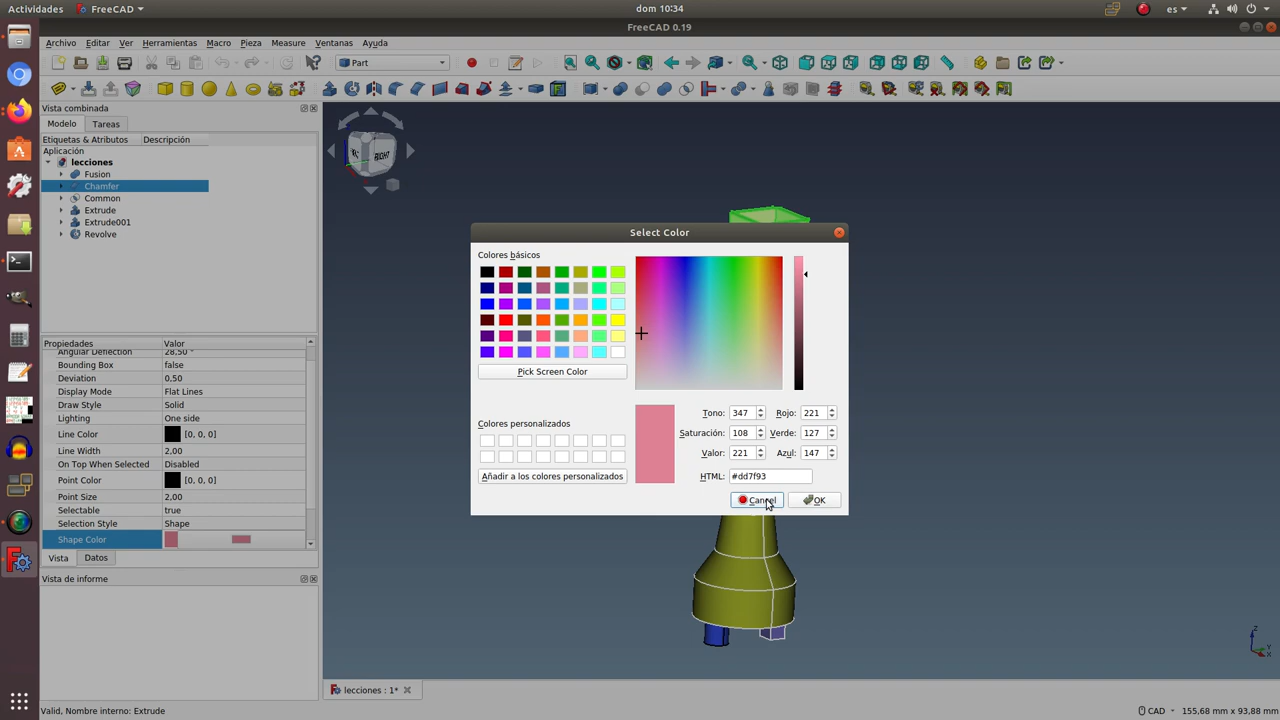 Actividades FreeCAD dom 10:34 es
FreeCAD 0.19
Archivo Editar Ver Herramientas Macro Pieza Measure Ventanas Ayuda
Part
Vista combinada
Modelo Tareas
Etiquetas & Atributos Descripción
Aplicación
lecciones
Fusion
Chamfer
Common
Extrude
Extrude001
Revolve
RIGHT
Propiedades Valor
Angular Deflection 28,50 °
Bounding Box false
Deviation 0,50
Display Mode Flat Lines
Draw Style Solid
Lighting One side
Line Color [0, 0, 0]
Line Width 2,00
On Top When Selected Disabled
Point Color [0, 0, 0]
Point Size 2,00
Selectable true
Selection Style Shape
Shape Color
Vista Datos
Vista de informe
Select Color
Colores básicos
Pick Screen Color
Colores personalizados
Añadir a los colores personalizados
Tono: 347 Rojo: 221
Saturación: 108 Verde: 127
Valor: 221 Azul: 147
HTML: #dd7f93
Cancel OK
Z
Y
X
lecciones : 1*
Valid, Nombre interno: Extrude CAD 155,68 mm x 93,88 mm